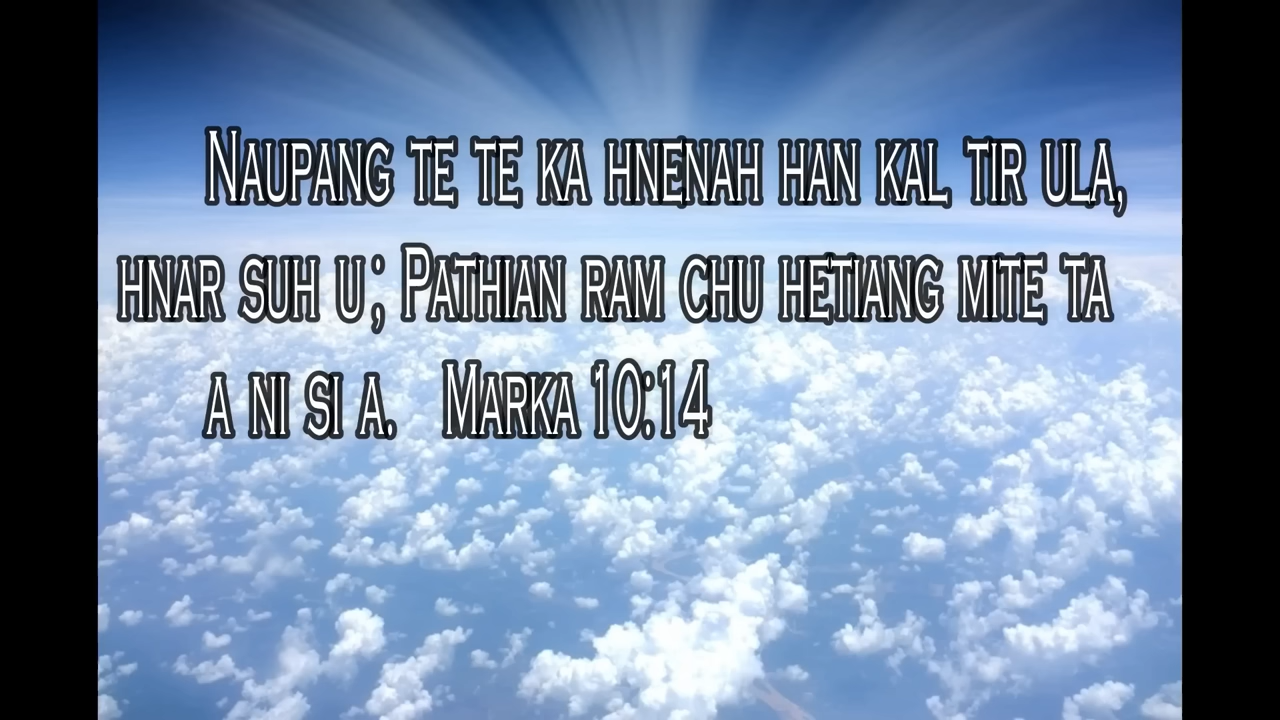 Naupang te te ka hnenah han kal tir ula,
hnar suh u ; Pathian ram chu hetiang mite ta
a ni si a. Marka 10:14